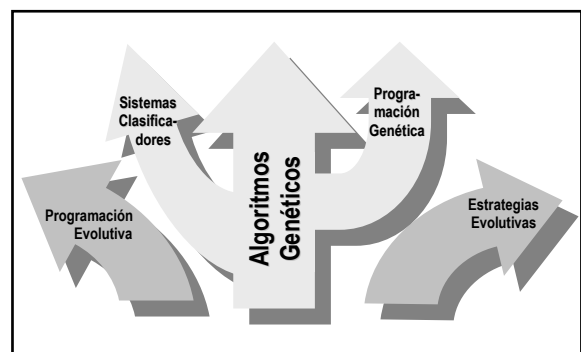 Sistemas
Clasifica-
dores
Progra-
mación
Genética
Algoritmos
Genéticos
Programación
Evolutiva
Estrategias
Evolutivas